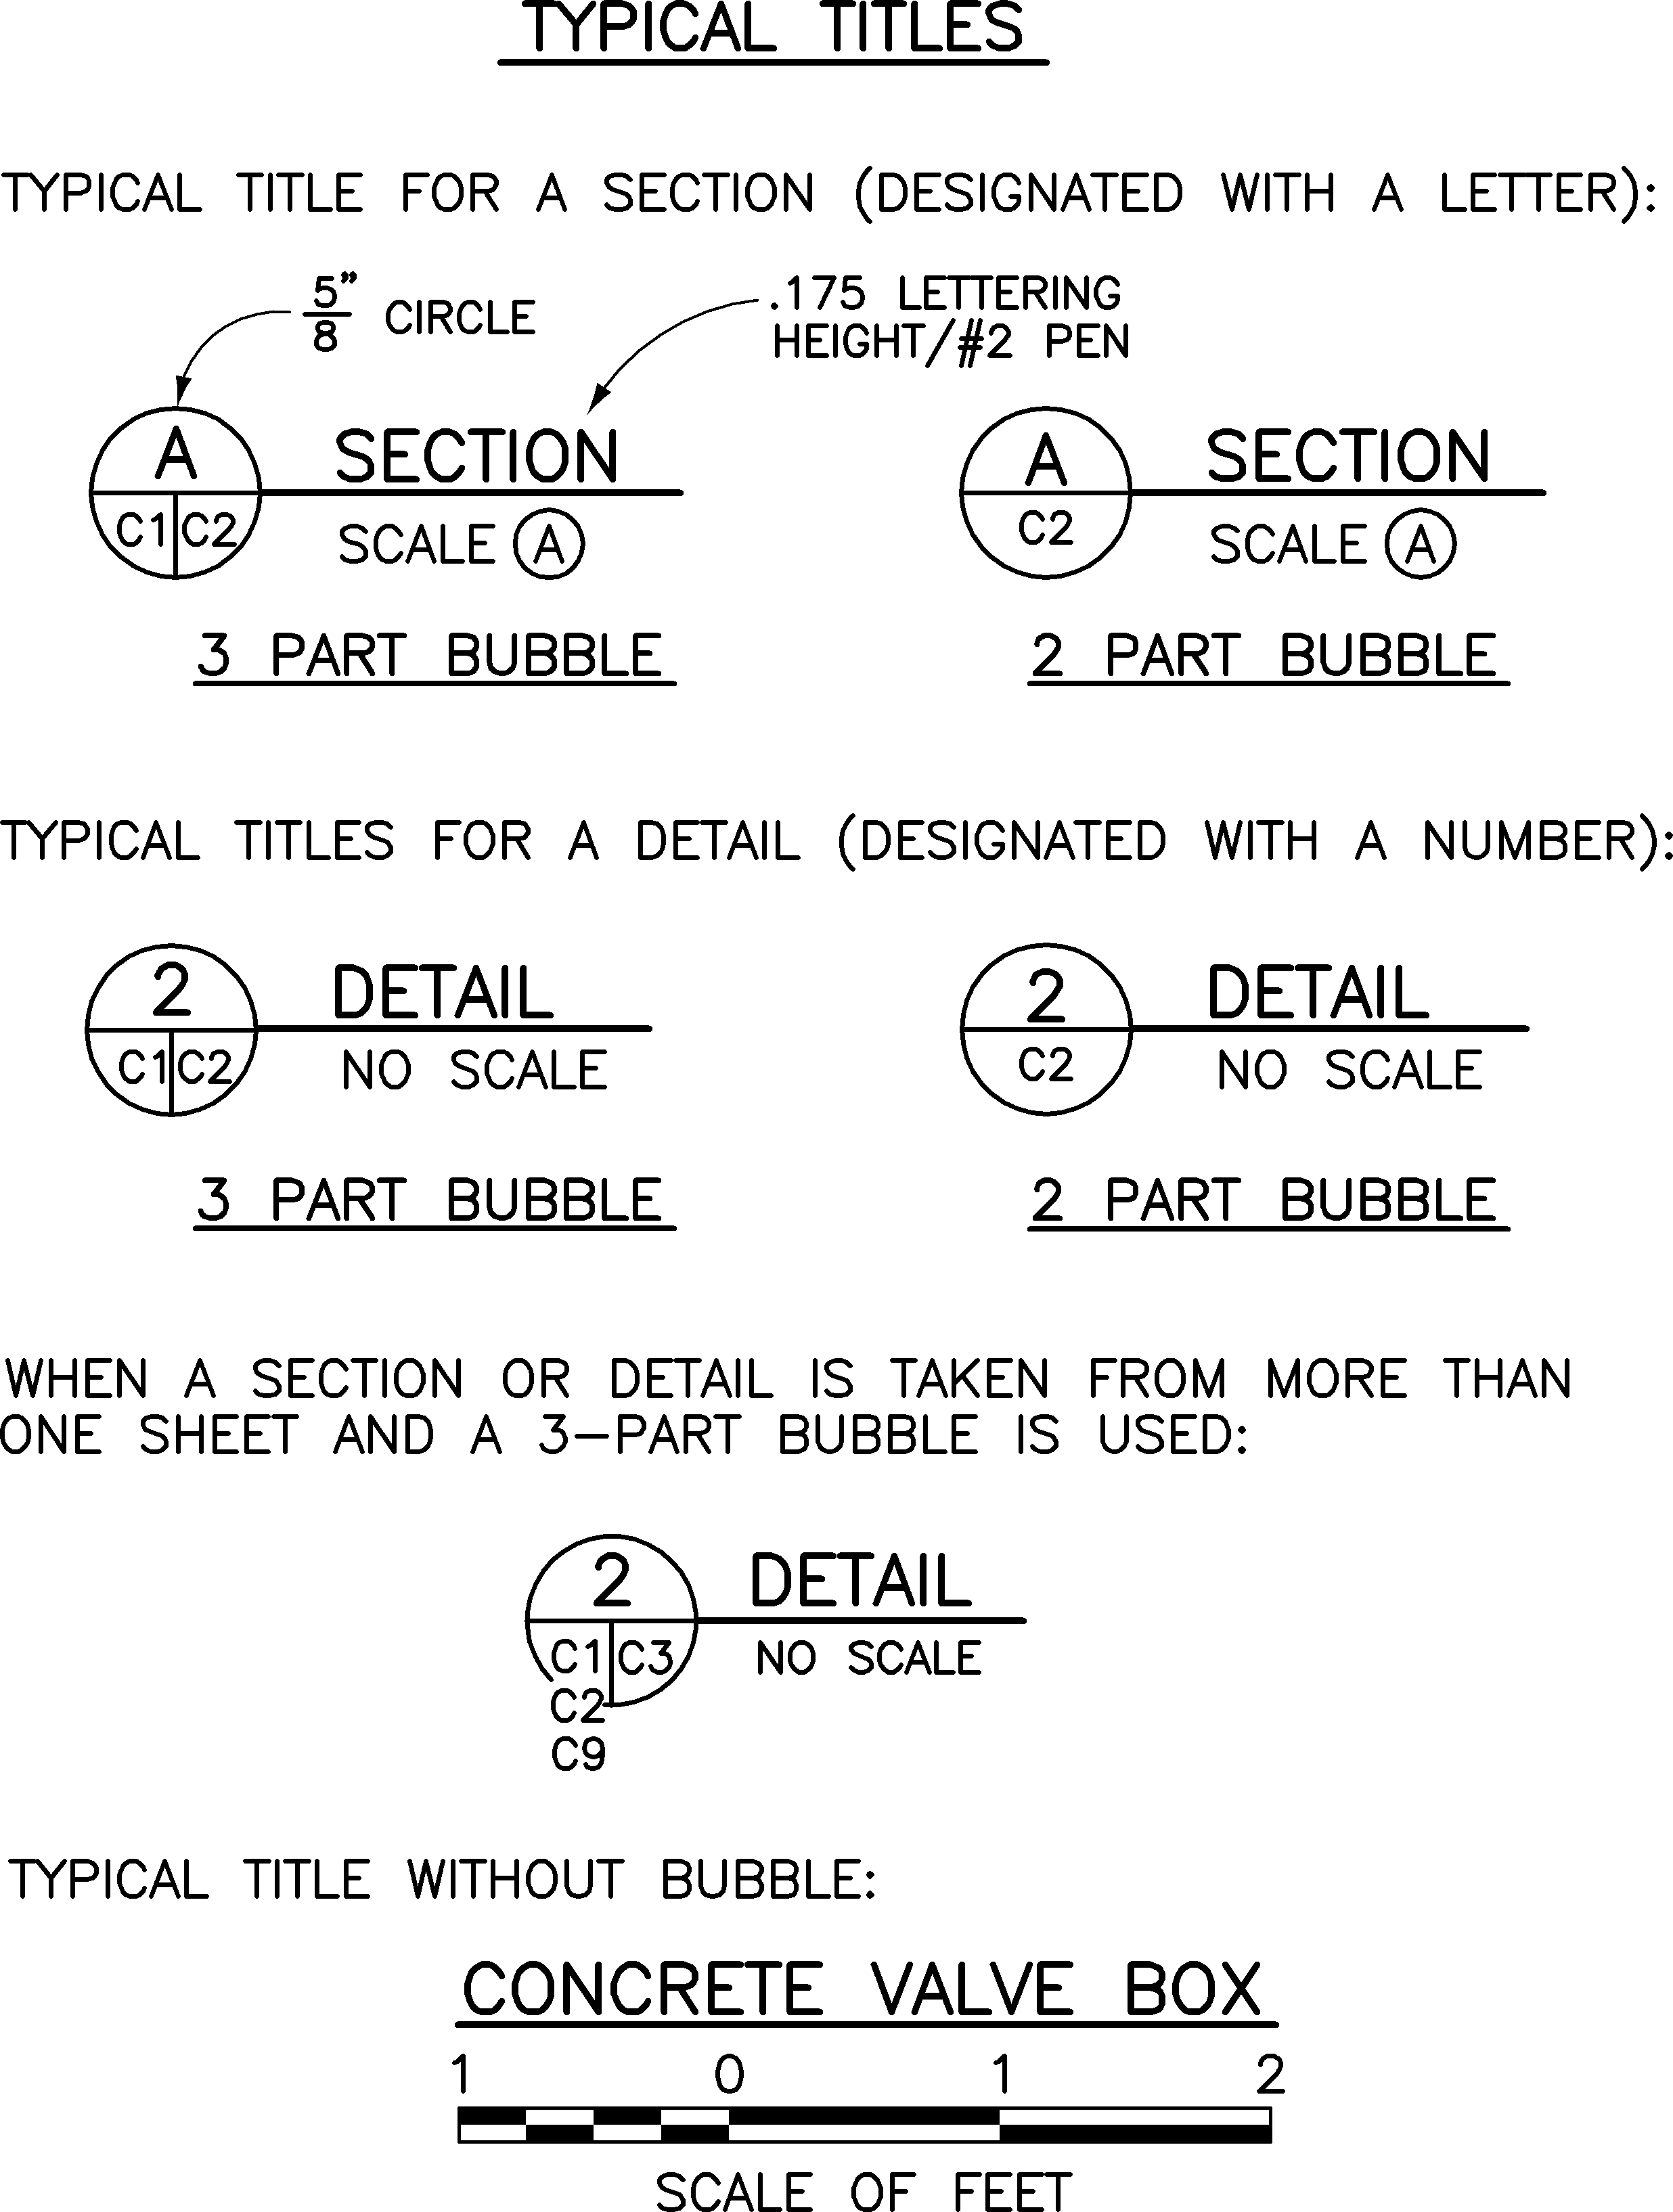 TYPICAL TITLES
TYPICAL TITLE FOR A SECTION (DESIGNATED WITH A LETTER):
5"/8 CIRCLE
.175 LETTERING
HEIGHT/#2 PEN
A SECTION
C1 C2 SCALE A
A SECTION
C2 SCALE A
3 PART BUBBLE
2 PART BUBBLE
TYPICAL TITLES FOR A DETAIL (DESIGNATED WITH A NUMBER):
2 DETAIL
C1 C2 NO SCALE
2 DETAIL
C2 NO SCALE
3 PART BUBBLE
2 PART BUBBLE
WHEN A SECTION OR DETAIL IS TAKEN FROM MORE THAN
ONE SHEET AND A 3-PART BUBBLE IS USED:
2 DETAIL
C1 C3 NO SCALE
C2
C9
TYPICAL TITLE WITHOUT BUBBLE:
CONCRETE VALVE BOX
1 0 1 2
SCALE OF FEET